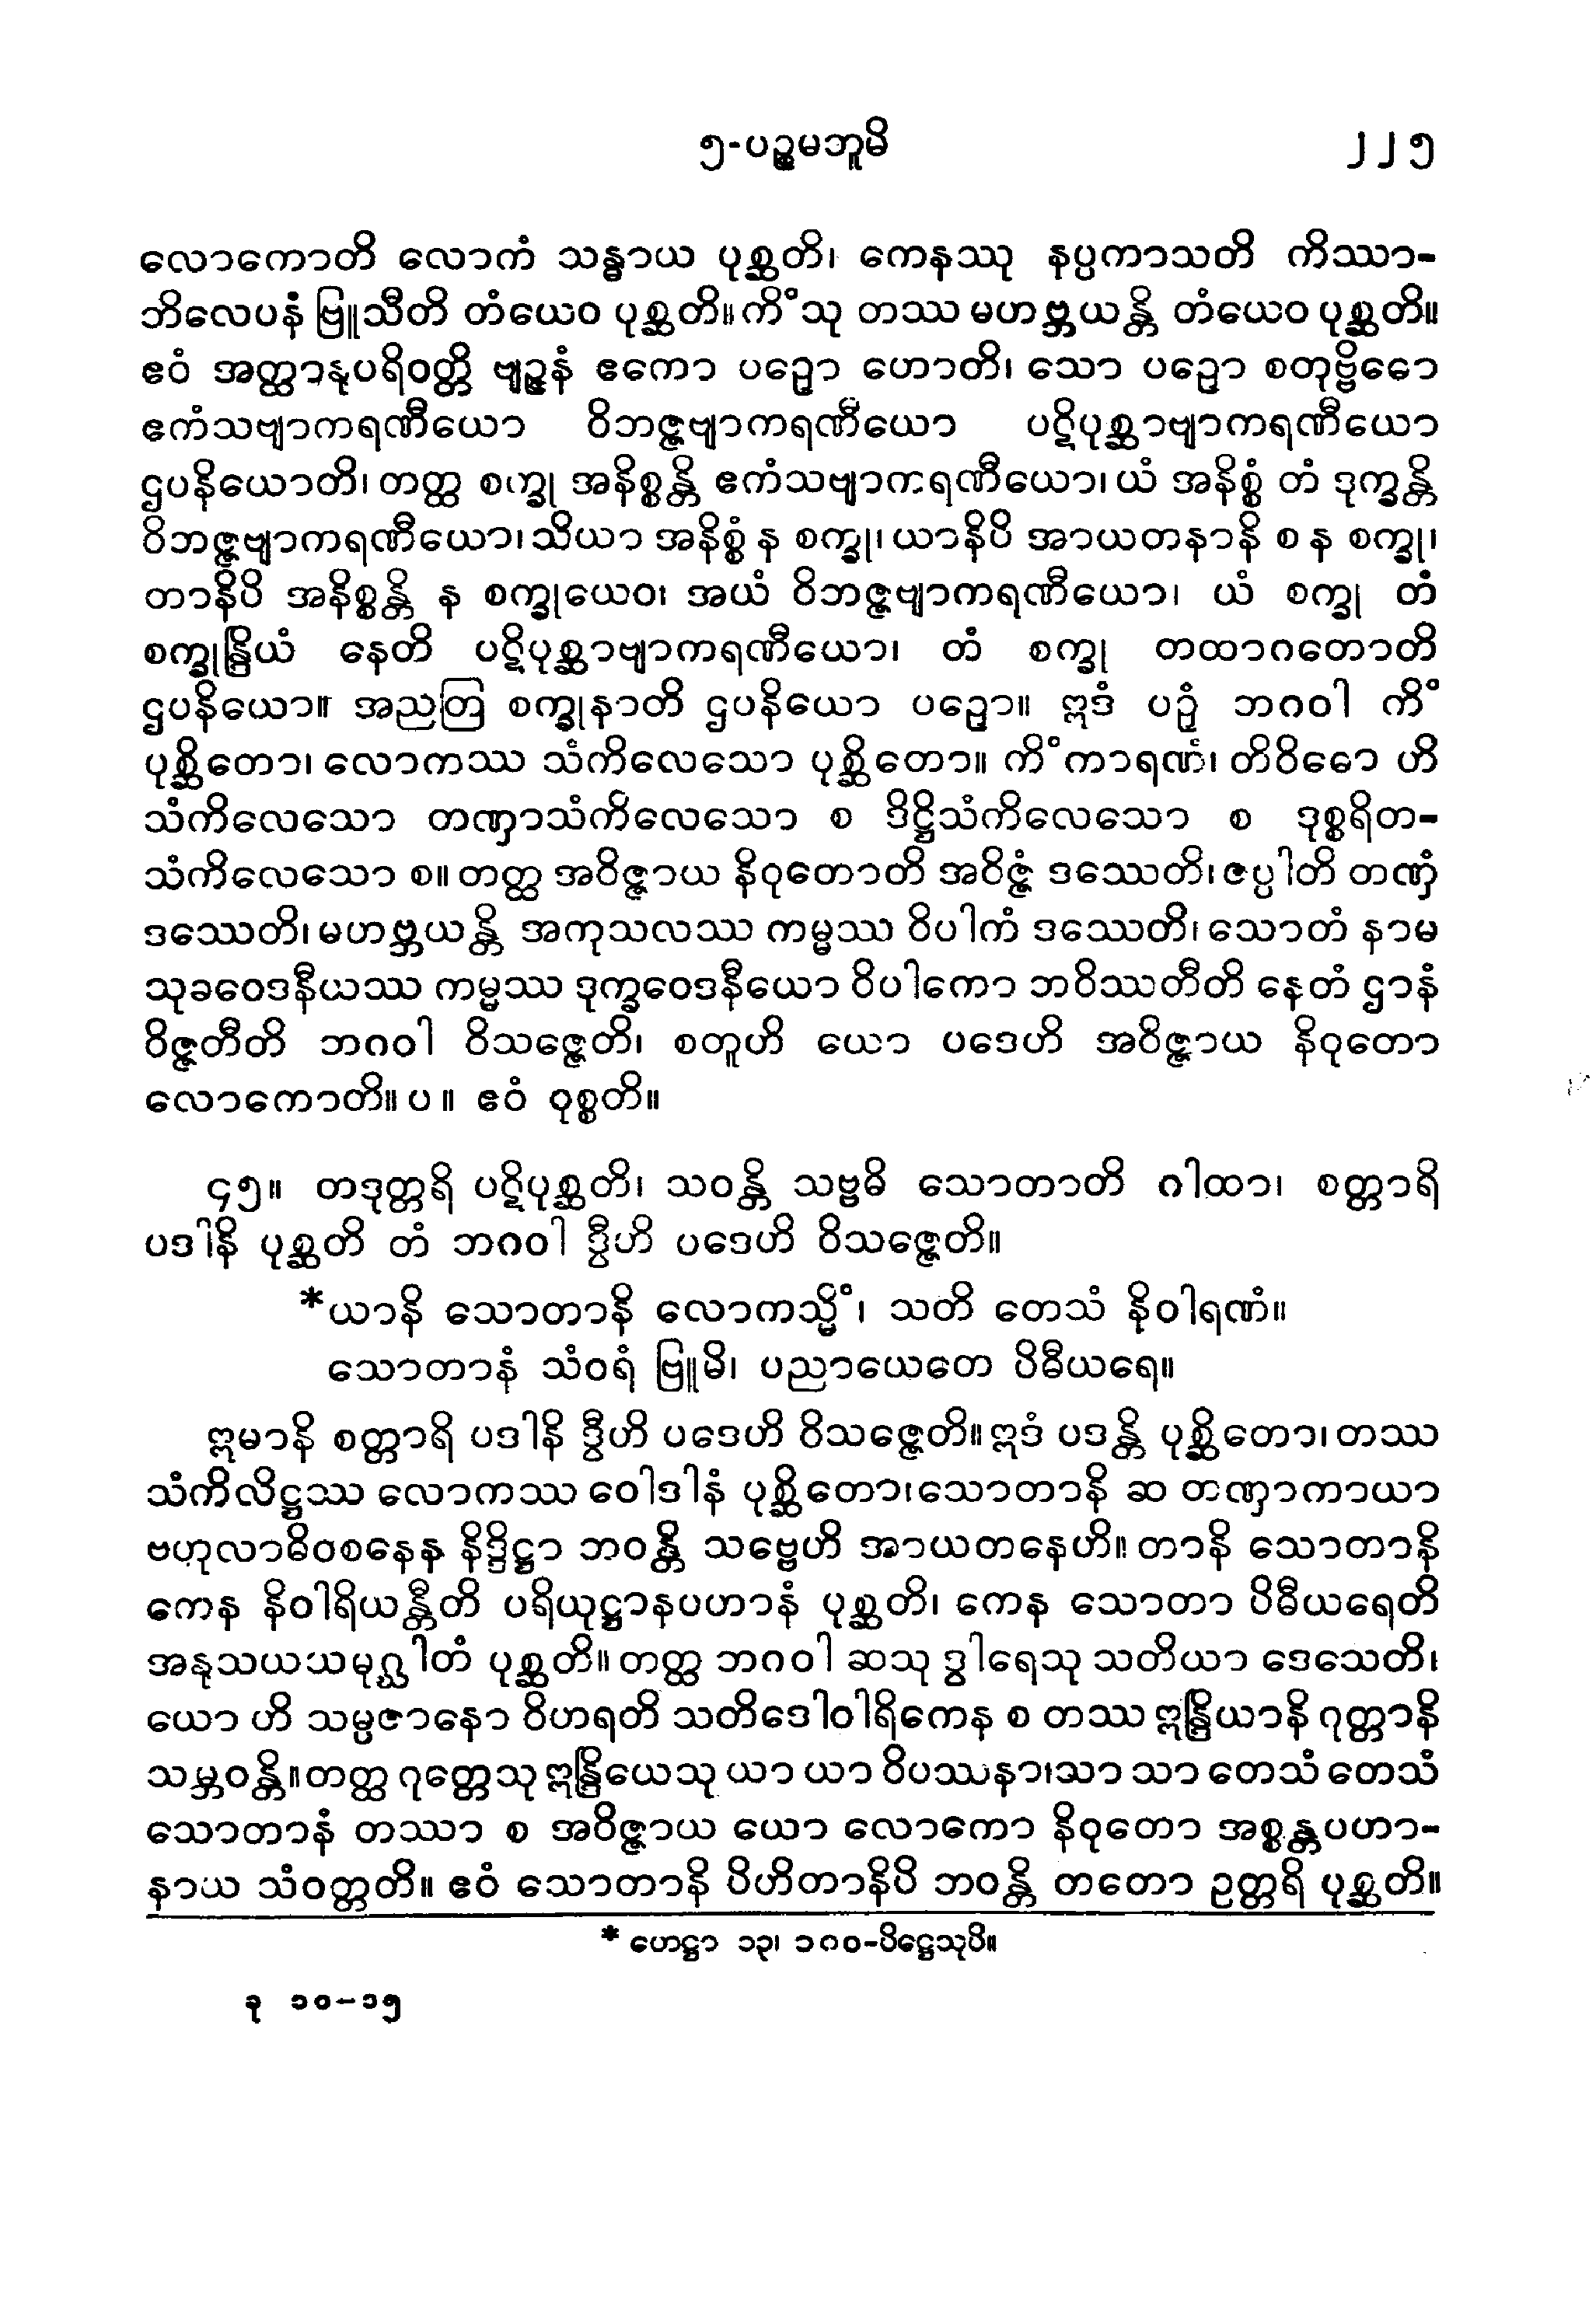 ၅-ပဉ္စမဘူမိ ၂၂၅
လောကောတိ လောကံ သန္ဓာယ ပုစ္ဆတိ၊ ကေနဿု နပ္ပကာသတိ ကိဿာ-
ဘိလေပနံ ဗြူသီတိ တံယေဝ ပုစ္ဆတိ။ ကိံသု တဿ မဟဗ္ဘယန္တိ တံယေဝ ပုစ္ဆတိ။
ဧဝံ အတ္ထာနုပရိဝတ္တိ ဗျဉ္ဇနံ ဧကော ပဉှော ဟောတိ၊ သော ပဉှော စတုဗ္ဗိဓော
ဧကံသဗျာကရဏီယော ဝိဘဇ္ဇဗျာကရဏီယော ပဋိပုစ္ဆာဗျာကရဏီယော
ဌပနိယောတိ၊ တတ္ထ စက္ခု အနိစ္စန္တိ ဧကံသဗျာကရဏီယော၊ ယံ အနိစ္စံ တံ ဒုက္ခန္တိ
ဝိဘဇ္ဇဗျာကရဏီယော၊ သိယာ အနိစ္စံ န စက္ခု၊ ယာနိပိ အာယတနာနိ စ န စက္ခု၊
တာနိပိ အနိစ္စန္တိ န စက္ခုယေဝ၊ အယံ ဝိဘဇ္ဇဗျာကရဏီယော၊ ယံ စက္ခု တံ
စက္ခုန္ဒြိယံ နေတိ ပဋိပုစ္ဆာဗျာကရဏီယော၊ တံ စက္ခု တထာဂတောတိ
ဌပနိယော။ အညတြ စက္ခုနာတိ ဌပနိယော ပဉှော။ ဣဒံ ပဉှံ ဘဂဝါ ကိံ
ပုစ္ဆိတော၊ လောကဿ သံကိလေသော ပုစ္ဆိတော။ ကိံကာရဏံ၊ တိဝိဓော ဟိ
သံကိလေသော တဏှာသံကိလေသော စ ဒိဋ္ဌိသံကိလေသော စ ဒုစ္စရိတ-
သံကိလေသော စ။ တတ္ထ အဝိဇ္ဇာယ နိဝုတောတိ အဝိဇ္ဇံ ဒဿေတိ၊ ဇပ္ပါတိ တဏှံ
ဒဿေတိ၊ မဟဗ္ဘယန္တိ အကုသလဿ ကမ္မဿ ဝိပါကံ ဒဿေတိ၊ သောတံ နာမ
သုခဝေဒနီယဿ ကမ္မဿ ဒုက္ခဝေဒနီယော ဝိပါကော ဘဝိဿတီတိ နေတံ ဌာနံ
ဝိဇ္ဇတီတိ ဘဂဝါ ဝိသဇ္ဇေတိ၊ စတူဟိ ယော ပဒေဟိ အဝိဇ္ဇာယ နိဝုတော
လောကောတိ။ ပ ။ ဧဝံ ဝုစ္စတိ။
၄၅။ တဒုတ္တရိ ပဋိပုစ္ဆတိ၊ သဝန္တိ သဗ္ဗဓိ သောတာတိ ဂါထာ၊ စတ္တာရိ
ပဒါနိ ပုစ္ဆတိ တံ ဘဂဝါ ဒွီဟိ ပဒေဟိ ဝိသဇ္ဇေတိ။
*ယာနိ သောတာနိ လောကသ္မိံ၊ သတိ တေသံ နိဝါရဏံ။
သောတာနံ သံဝရံ ဗြူမိ၊ ပညာယေတေ ပိဓီယရေ။
ဣမာနိ စတ္တာရိ ပဒါနိ ဒွီဟိ ပဒေဟိ ဝိသဇ္ဇေတိ။ ဣဒံ ပဒန္တိ ပုစ္ဆိတော၊ တဿ
သံကိလိဋ္ဌဿ လောကဿ ဝေါဒါနံ ပုစ္ဆိတော၊ သောတာနိ ဆ တဏှာကာယာ
ဗဟုလာဓိဝစနေန နိဒ္ဒိဋ္ဌာ ဘဝန္တိ သဗ္ဗေဟိ အာယတနေဟိ။ တာနိ သောတာနိ
ကေန နိဝါရိယန္တီတိ ပရိယုဋ္ဌာနပဟာနံ ပုစ္ဆတိ၊ ကေန သောတာ ပိဓီယရေတိ
အနုသယသမုဂ္ဃါတံ ပုစ္ဆတိ။ တတ္ထ ဘဂဝါ ဆသု ဒွါရေသု သတိယာ ဒေသေတိ၊
ယော ဟိ သမ္ပဇာနော ဝိဟရတိ သတိဒေါဝါရိကေန စ တဿ ဣန္ဒြိယာနိ ဂုတ္တာနိ
သမ္ဘဝန္တိ။ တတ္ထ ဂုတ္တေသု ဣန္ဒြိယေသု ယာ ယာ ဝိပဿနာ၊ သာ သာ တေသံ တေသံ
သောတာနံ တဿာ စ အဝိဇ္ဇာယ ယော လောကော နိဝုတော အစ္စန္တပဟာ-
နာယ သံဝတ္တတိ။ ဧဝံ သောတာနိ ပိဟိတာနိပိ ဘဝန္တိ တတော ဥတ္တရိ ပုစ္ဆတိ။
* ဟေဋ္ဌာ ၁၃၊ ၁၈၀-ပိဋ္ဌေသုပိ။
ခု ၁၀–၁၅